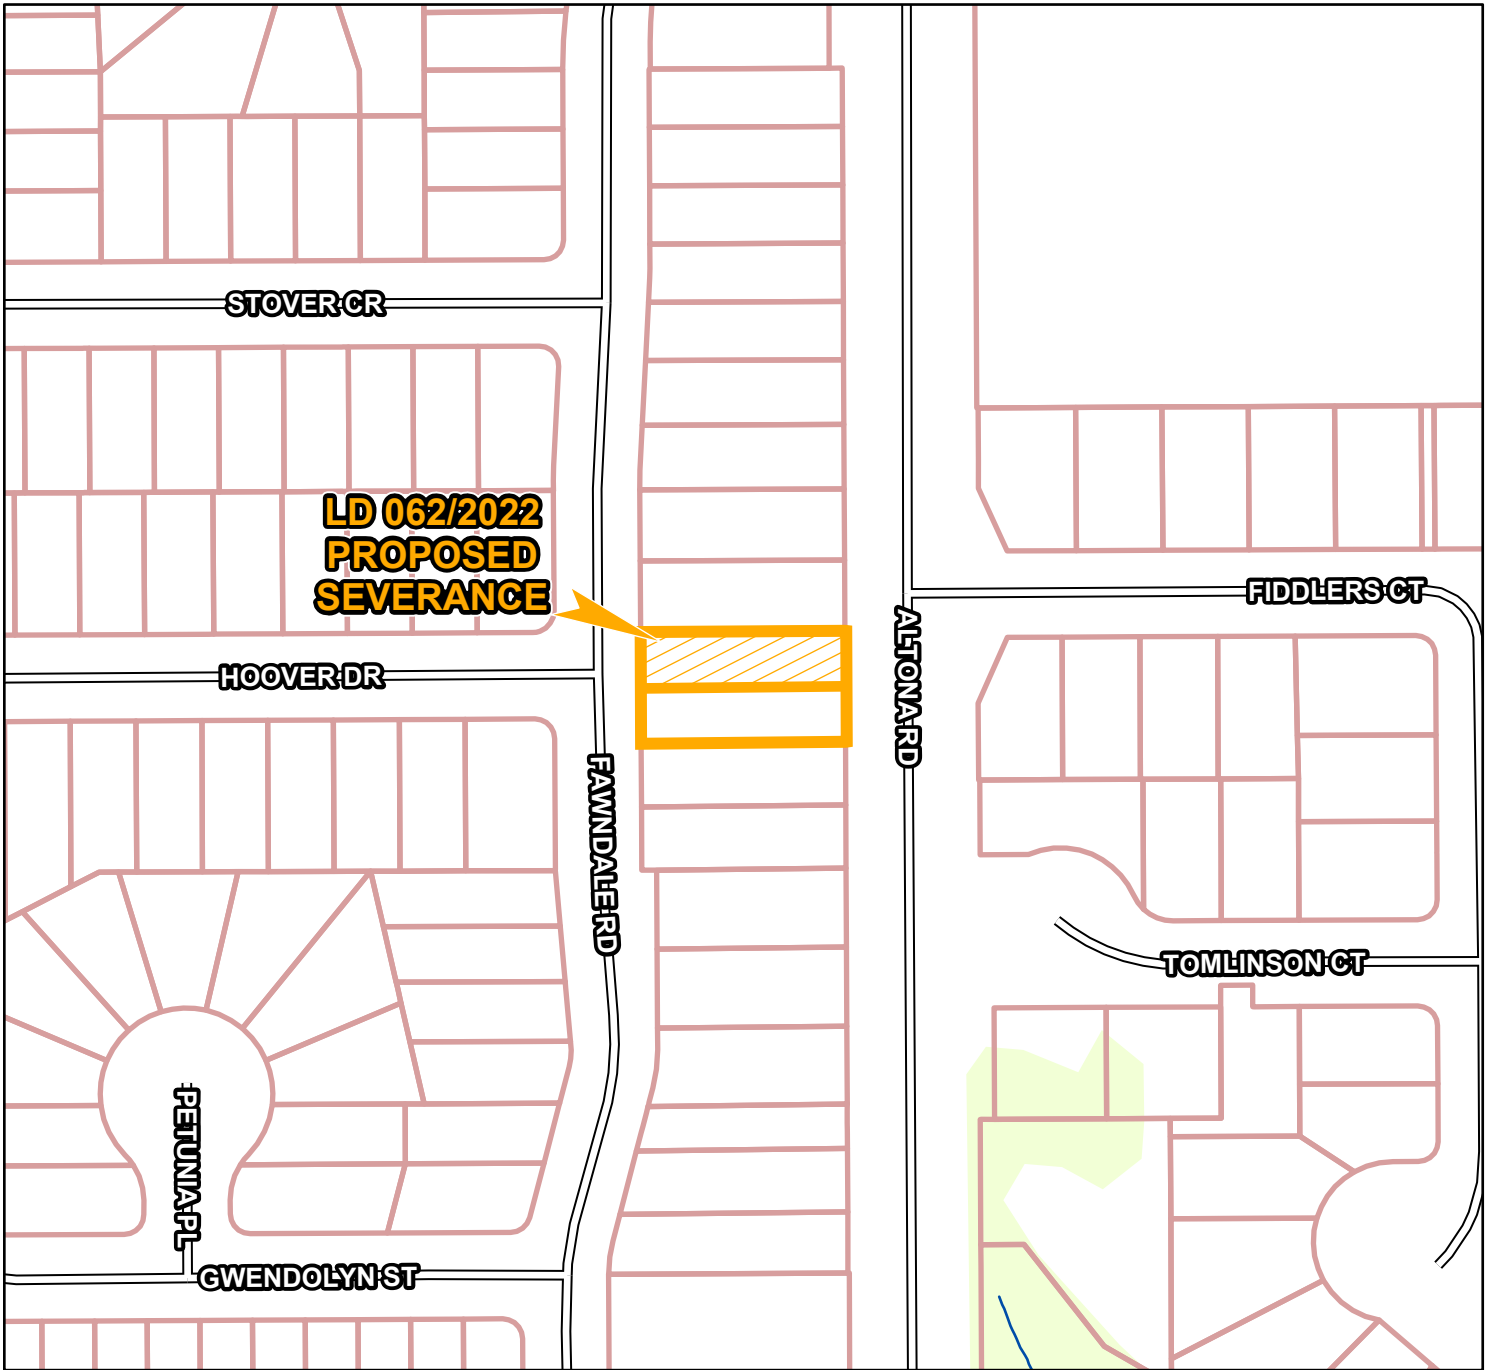 STOVER CR
LD 062/2022
PROPOSED
SEVERANCE
FIDDLERS CT
HOOVER DR
ALTONA RD
FAWNDALE RD
TOMLINSON CT
PETUNIA PL
GWENDOLYN ST